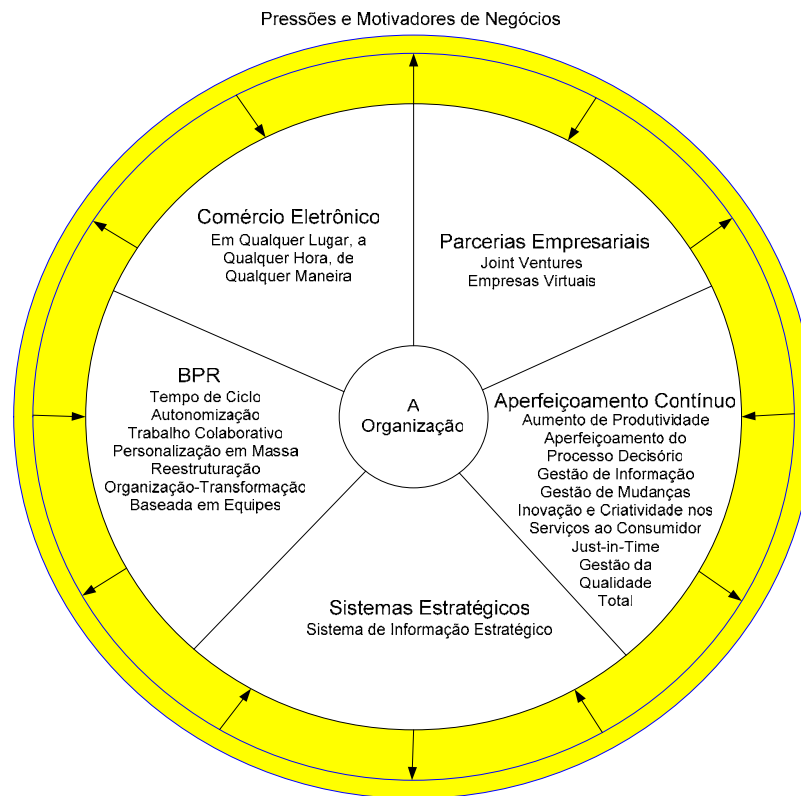 Pressões e Motivadores de Negócios
Comércio Eletrônico
Em Qualquer Lugar, a
Qualquer Hora, de
Qualquer Maneira
Parcerias Empresariais
Joint Ventures
Empresas Virtuais
BPR
Tempo de Ciclo
Autonomização
Trabalho Colaborativo
Personalização em Massa
Reestruturação
Organização-Transformação
Baseada em Equipes
A
Organização
Aperfeiçoamento Contínuo
Aumento de Produtividade
Aperfeiçoamento do
Processo Decisório
Gestão de Informação
Gestão de Mudanças
Inovação e Criatividade nos
Serviços ao Consumidor
Just-in-Time
Gestão da
Qualidade
Total
Sistemas Estratégicos
Sistema de Informação Estratégico